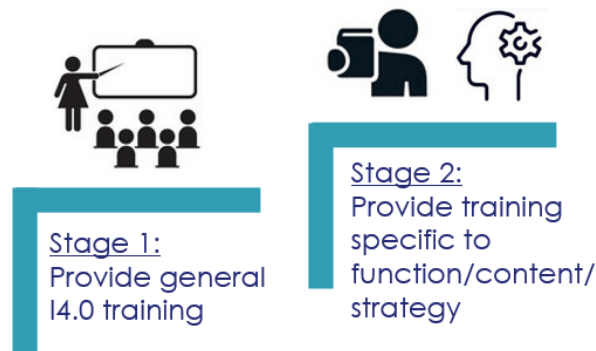 Stage 1:
Provide general
I4.0 training
Stage 2:
Provide training
specific to
function/content/
strategy